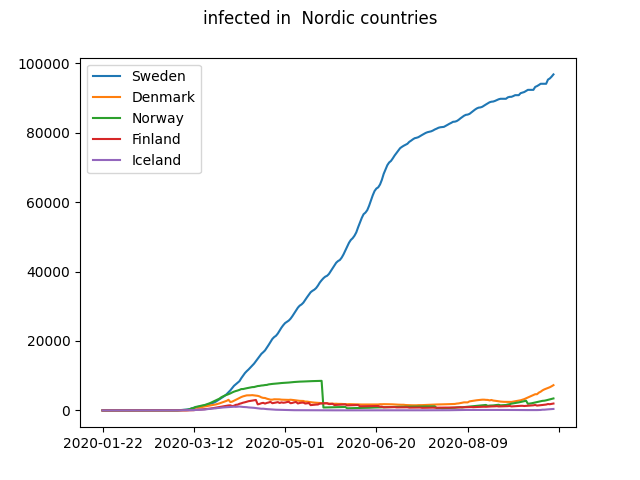 infected in  Nordic countries
100000
80000
60000
40000
20000
0
Sweden
Denmark
Norway
Finland
Iceland
2020-01-22 2020-03-12 2020-05-01 2020-06-20 2020-08-09